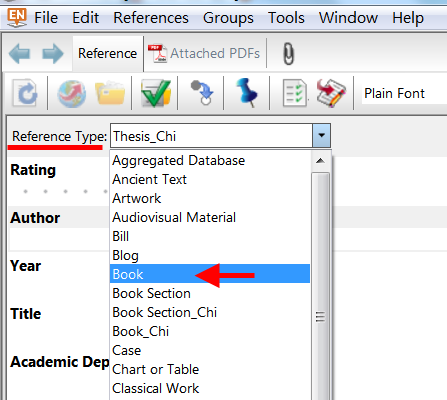 EN File Edit References Groups Tools Window Help
Reference Attached PDFs
Plain Font
Reference Type: Thesis_Chi
Aggregated Database
Rating
Ancient Text
Artwork
Author
Audiovisual Material
Bill
Blog
Year
Book
Book Section
Title
Book Section_Chi
Book_Chi
Case
Academic Dep
Chart or Table
Classical Work